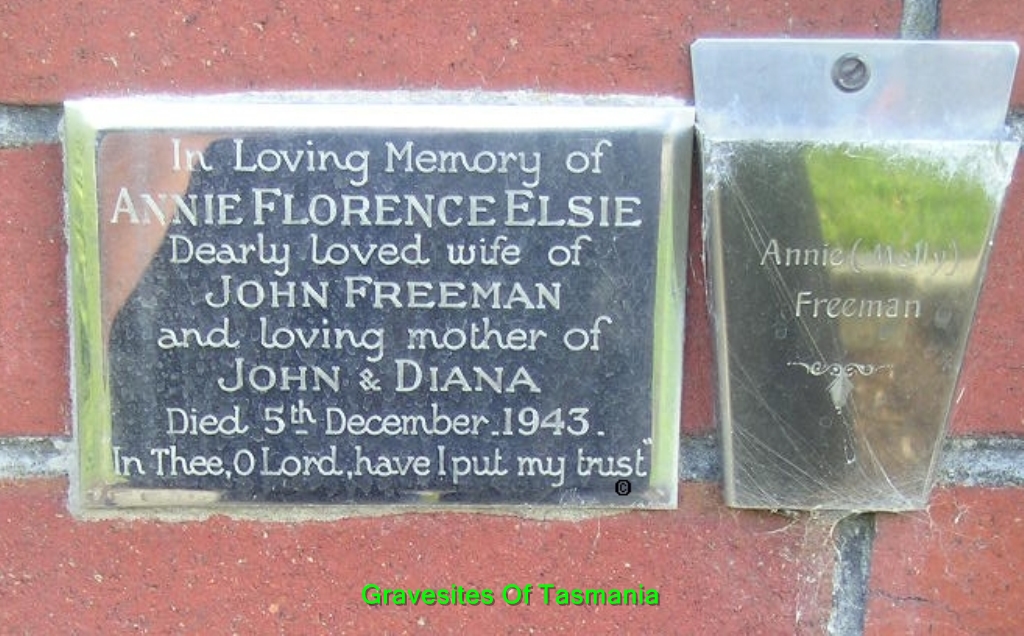 In Loving Memory of
ANNIE FLORENCE ELSIE
Dearly loved wife of
JOHN FREEMAN
and loving mother of
JOHN & DIANA
Died 5th December.1943.
In Thee,O Lord,have I put my trust"
©
Annie (Molly)
Freeman
Gravesites Of Tasmania